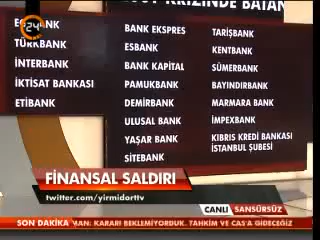 KRİZİNDE BATAN
24
TÜRKBANK
İNTERBANK
İKTİSAT BANKASI
ETİBANK
BANK EKSPRES
ESBANK
BANK KAPİTAL
PAMUKBANK
DEMİRBANK
ULUSAL BANK
YAŞAR BANK
SİTEBANK
TARİŞBANK
KENTBANK
SÜMERBANK
BAYINDIRBANK
MARMARA BANK
İMPEXBANK
KIBRIS KREDİ BANKASI
İSTANBUL ŞUBESİ
FİNANSAL SALDIRI
twitter.com/yirmidorttv
CANLI SANSÜRSÜZ
SON DAKİKA MAN: KARARI BEKLEMİYORDUK. TAHKİM VE CAS'A GİDECEĞİZ